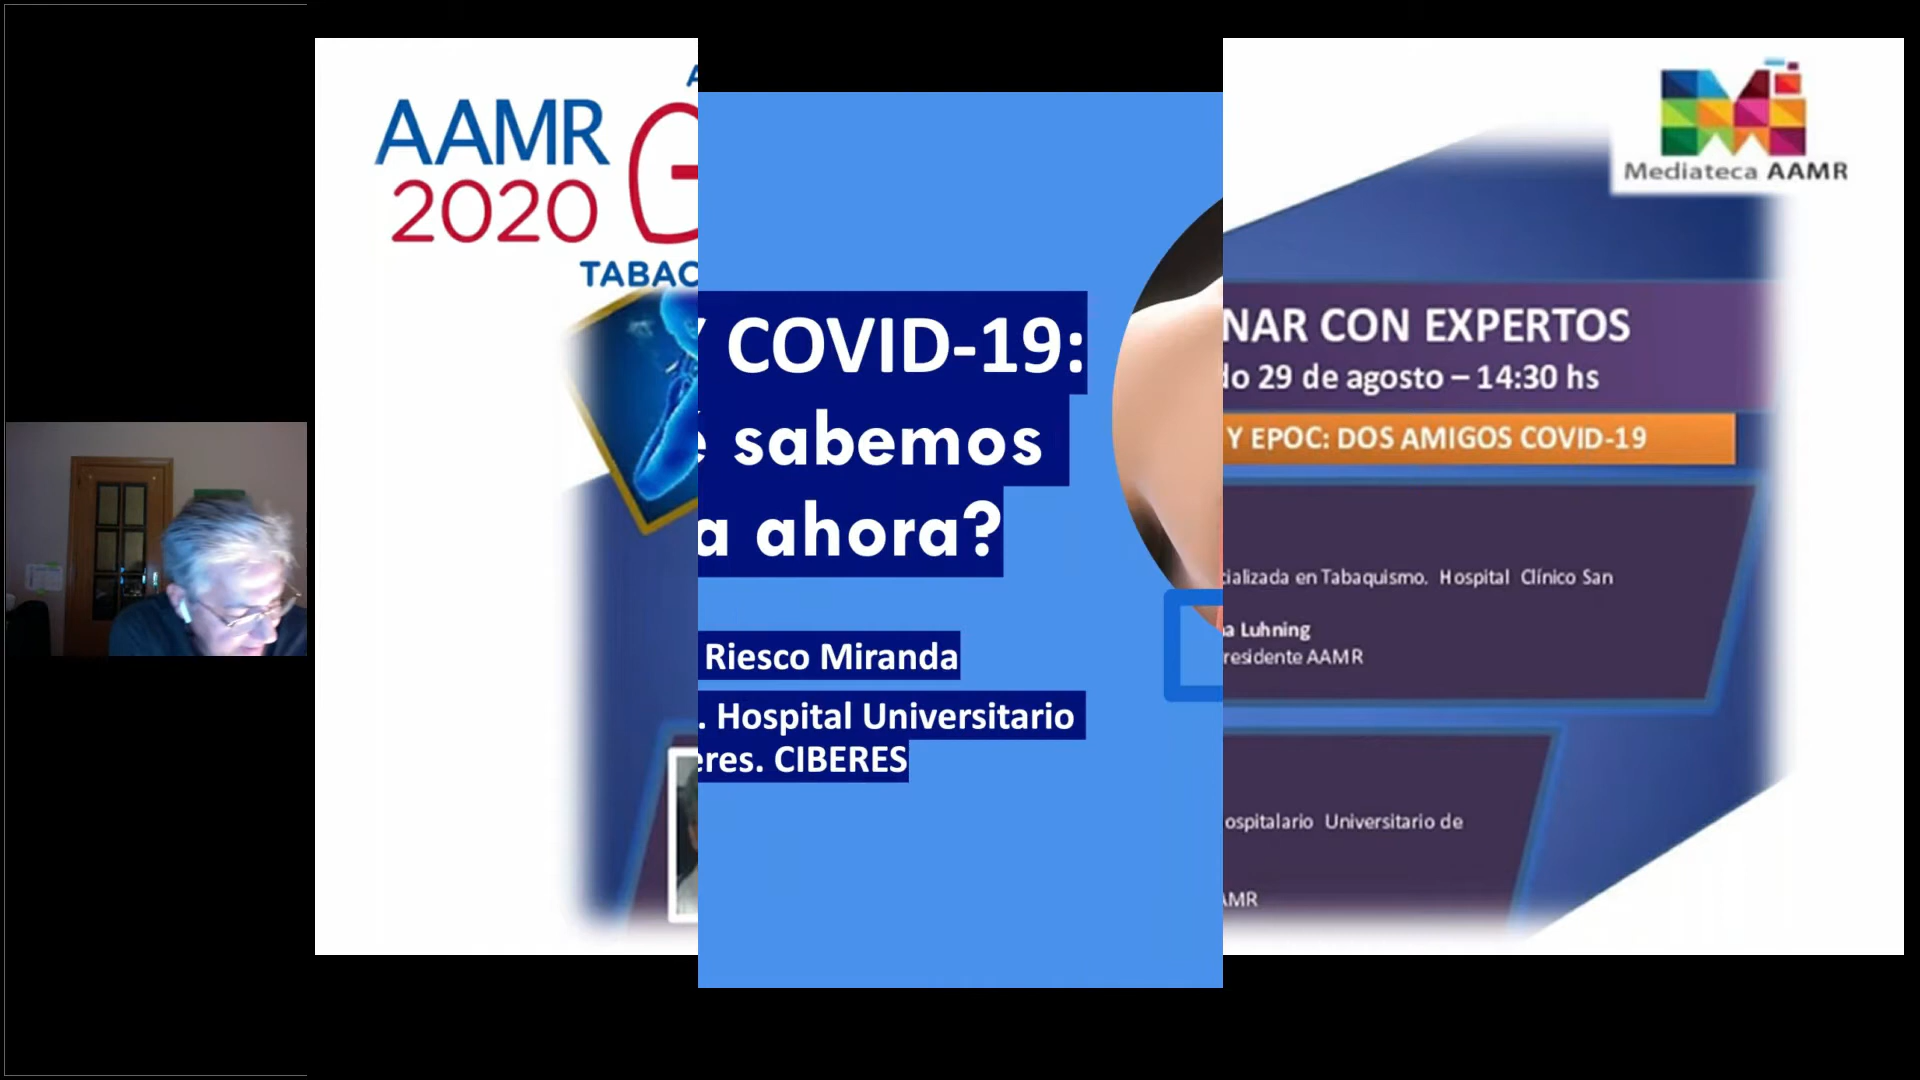 AAMR
2020
TABAC
COVID-19:
sabemos
a ahora?
Riesco Miranda
. Hospital Universitario
eres. CIBERES
Mediateca AAMR
NAR CON EXPERTOS
do 29 de agosto – 14:30 hs
Y EPOC: DOS AMIGOS COVID-19
ializada en Tabaquismo. Hospital Clínico San
a Luhning
residente AAMR
ospitalario Universitario de
AMR